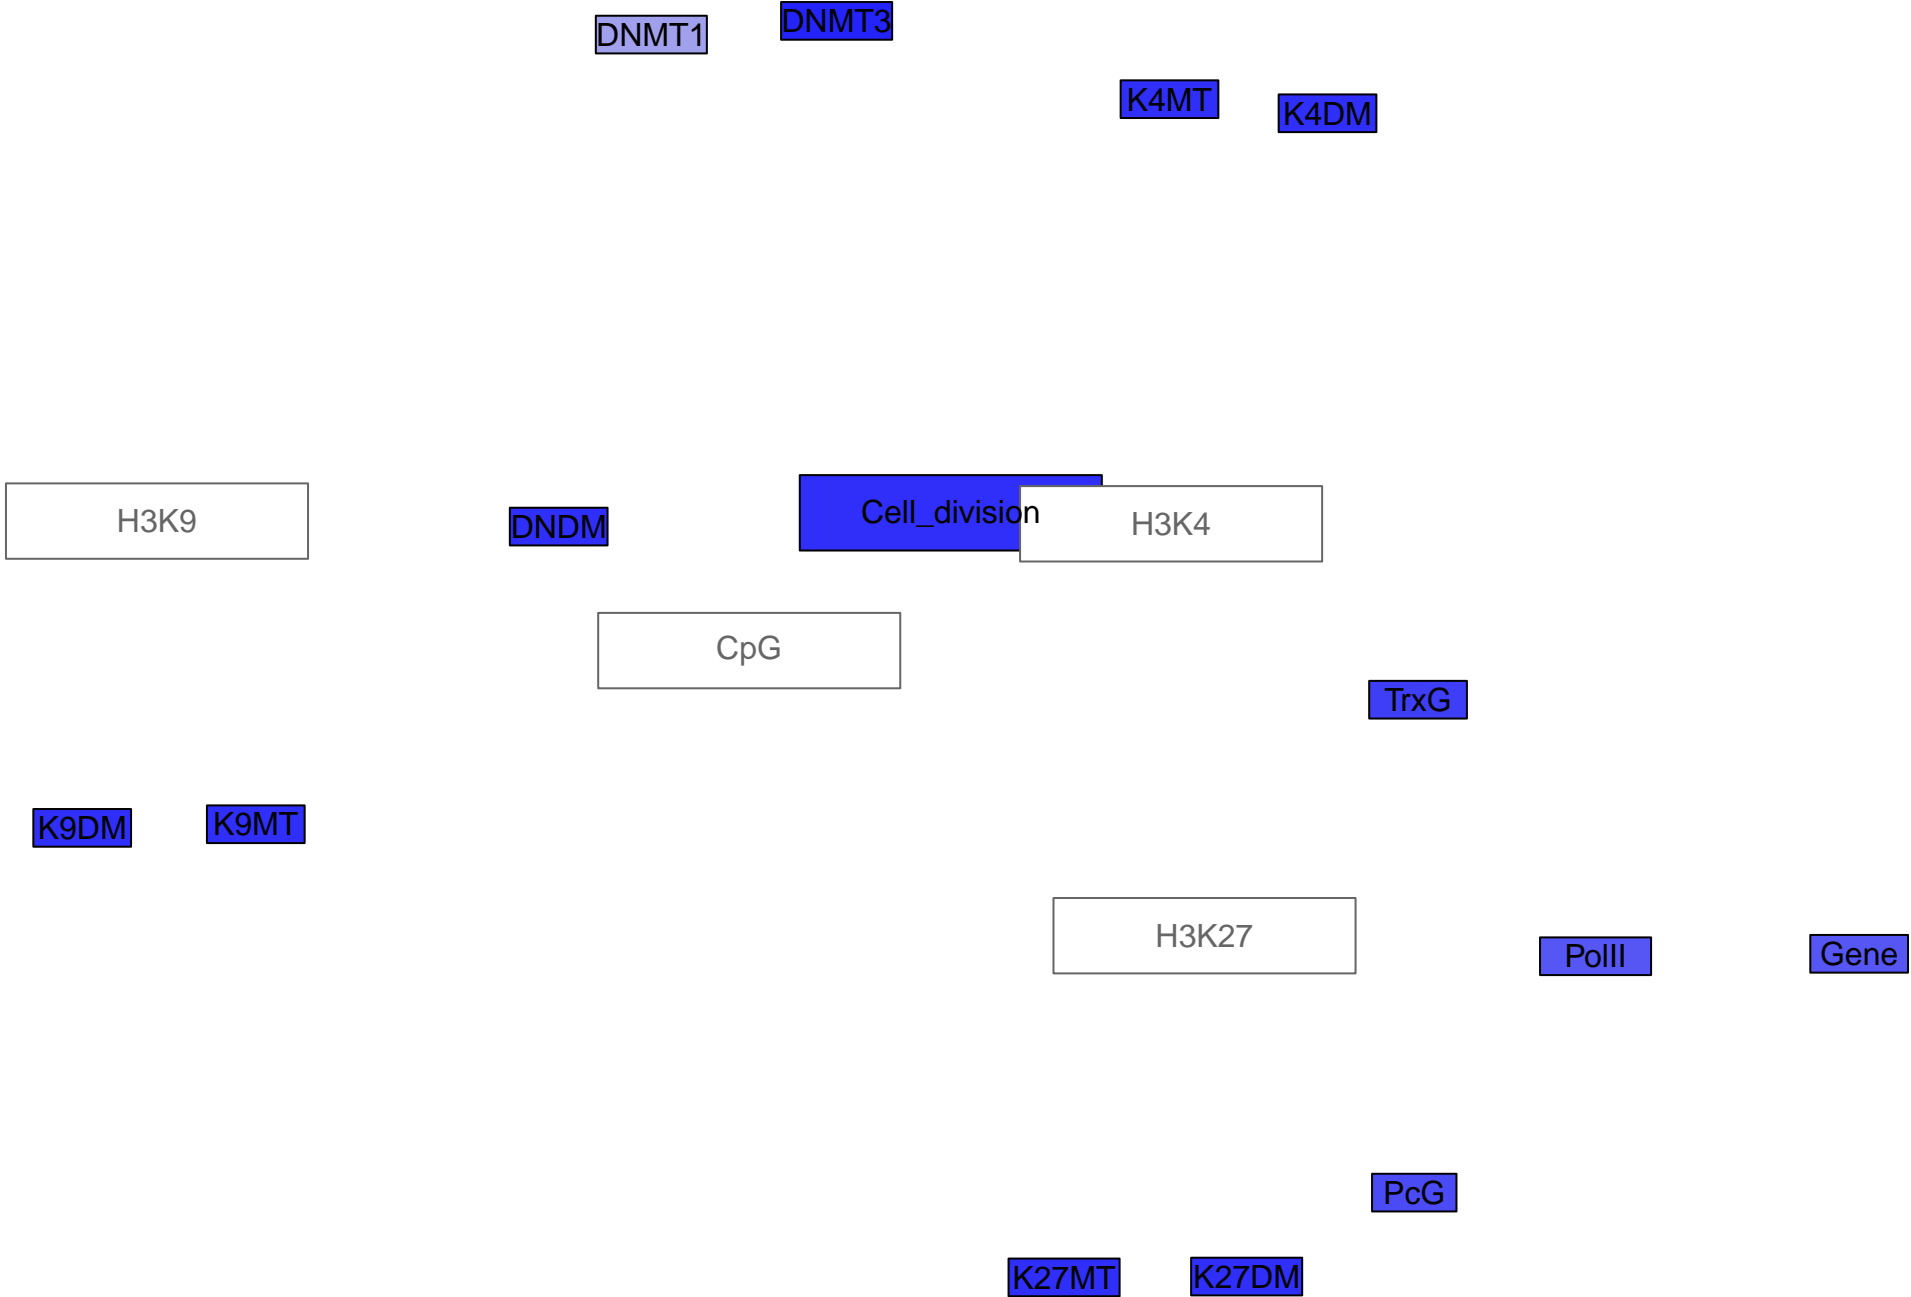 DNMT1
DNMT3
K4MT
K4DM
H3K9
DNDM
Cell_division
H3K4
CpG
TrxG
K9DM
K9MT
H3K27
PolII
Gene
PcG
K27MT
K27DM